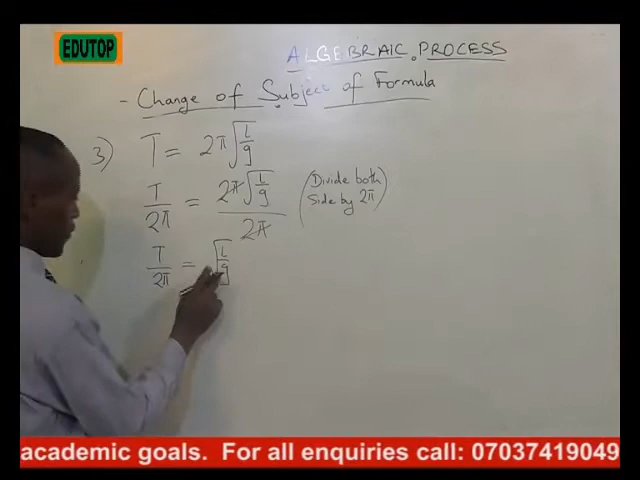 EDUTOP
ALGEBRAIC PROCESS
- Change of Subject of Formula
3) T = 2π√(L/g)
T/2π = 2π√(L/g)/2π (Divide both
Side by 2π)
T/2π = √(L/g)
academic goals. For all enquiries call: 07037419049